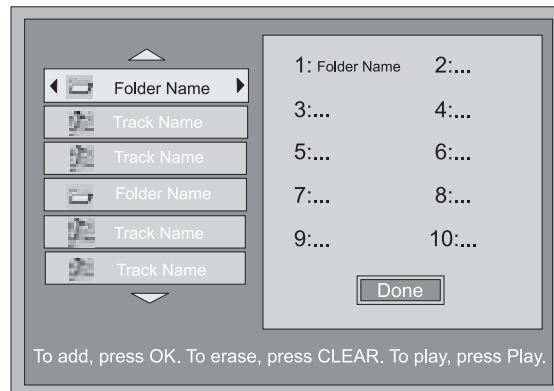 Folder Name
Track Name
Track Name
Folder Name
Track Name
Track Name
1: Folder Name 2:...
3:... 4:...
5:... 6:...
7:... 8:...
9:... 10:...
Done
To add, press OK. To erase, press CLEAR. To play, press Play.